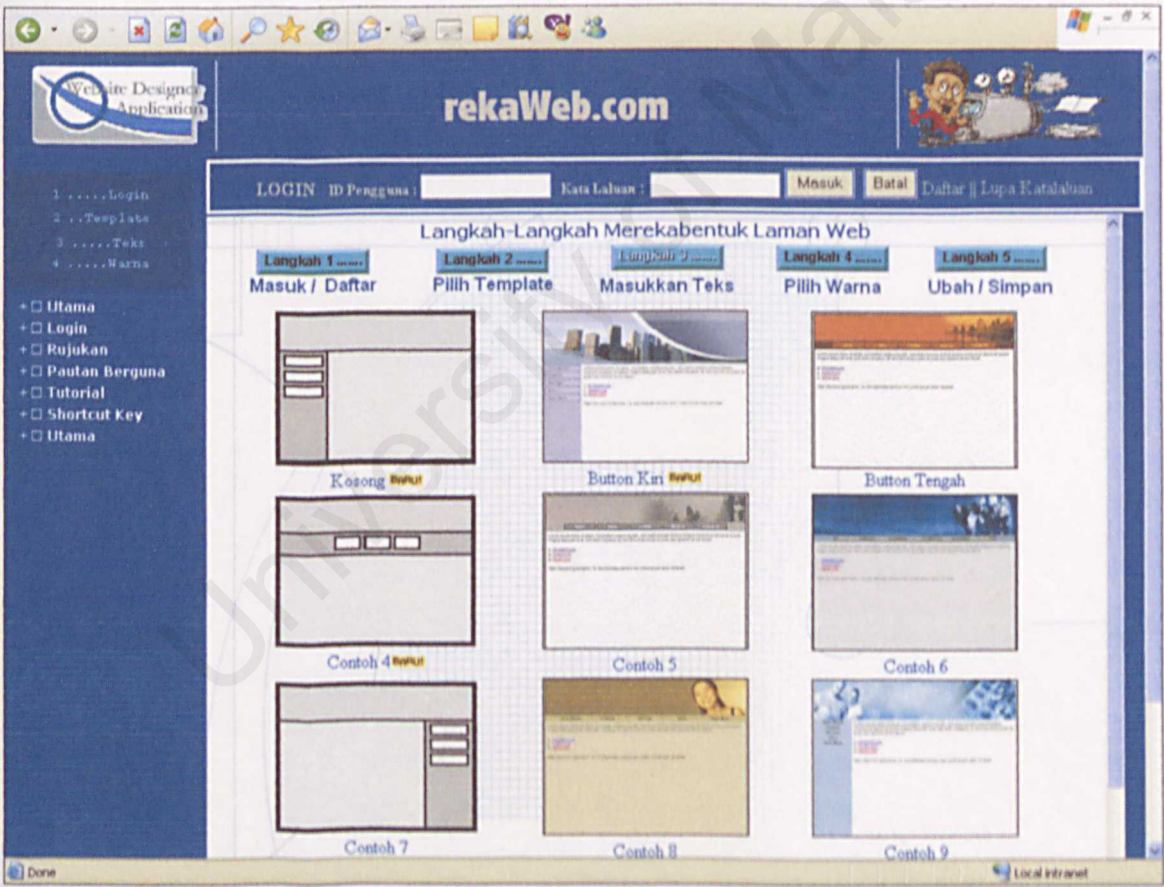 Website Designer
Application
rekaWeb.com
LOGIN ID Pengguna : Kata Laluan : Masuk Batal Daftar || Lupa Katalaluan
1 .....Login
2 ..Template
3 .....Teks
4 .....Warna
+ Utama
+ Login
+ Rujukan
+ Pautan Berguna
+ Tutorial
+ Shortcut Key
+ Utama
Langkah-Langkah Merekabentuk Laman Web
Langkah 1 ...... Langkah 2 ...... Langkah 3 ...... Langkah 4 ...... Langkah 5 ......
Masuk / Daftar Pilih Template Masukkan Teks Pilih Warna Ubah / Simpan
Kosong BARU! Button Kiri BARU! Button Tengah
Contoh 4 BARU! Contoh 5 Contoh 6
Contoh 7 Contoh 8 Contoh 9
Done Local intranet
University of Mala